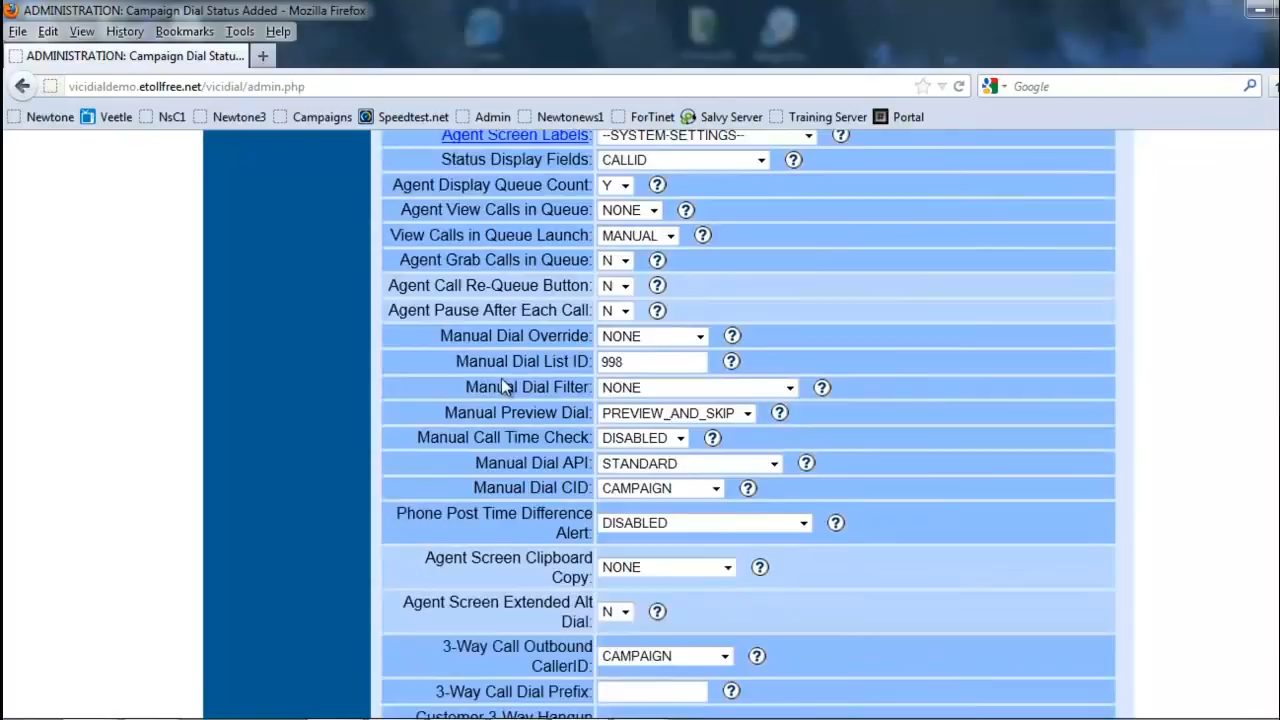 ADMINISTRATION: Campaign Dial Status Added - Mozilla Firefox
File Edit View History Bookmarks Tools Help
ADMINISTRATION: Campaign Dial Statu... +
vicidialdemo.etollfree.net/vicidial/admin.php Google
Newtone Veetle NsC1 Newtone3 Campaigns Speedtest.net Admin Newtonews1 FortiNet Salvy Server Training Server Portal
Agent Screen Labels: --SYSTEM-SETTINGS-- ?
Status Display Fields: CALLID ?
Agent Display Queue Count: Y ?
Agent View Calls in Queue: NONE ?
View Calls in Queue Launch: MANUAL ?
Agent Grab Calls in Queue: N ?
Agent Call Re-Queue Button: N ?
Agent Pause After Each Call: N ?
Manual Dial Override: NONE ?
Manual Dial List ID: 998 ?
Manual Dial Filter: NONE ?
Manual Preview Dial: PREVIEW_AND_SKIP ?
Manual Call Time Check: DISABLED ?
Manual Dial API: STANDARD ?
Manual Dial CID: CAMPAIGN ?
Phone Post Time Difference
Alert: DISABLED ?
Agent Screen Clipboard
Copy: NONE ?
Agent Screen Extended Alt
Dial: N ?
3-Way Call Outbound
CallerID: CAMPAIGN ?
3-Way Call Dial Prefix: ?
Customer 3-Way Hangup